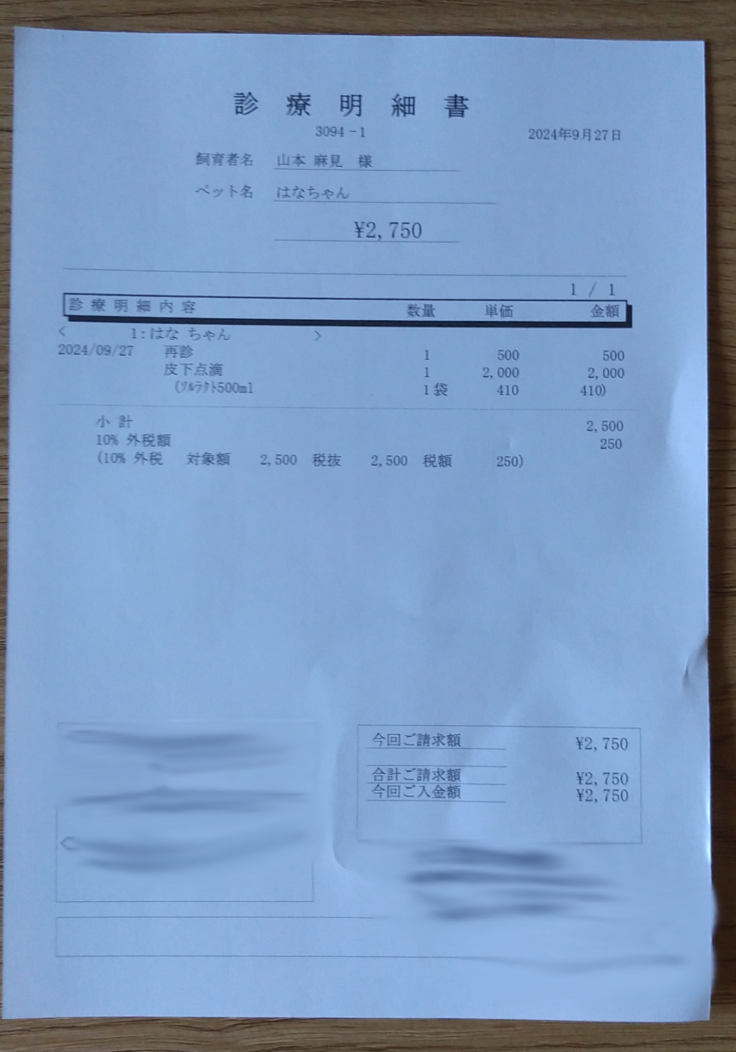 診療明細書
3094-1
2024年9月27日
飼育者名 山本 麻見 様
ペット名 はなちゃん
¥2,750
1 / 1
診療明細内容 数量 単価 金額
< 1:はな ちゃん >
2024/09/27 再診 1 500 500
皮下点滴 1 2,000 2,000
(ｿﾙﾗｸﾄ500ml 1袋 410 410)
小計 2,500
10% 外税額 250
(10% 外税 対象額 2,500 税抜 2,500 税額 250)
今回ご請求額 ¥2,750
合計ご請求額 ¥2,750
今回ご入金額 ¥2,750